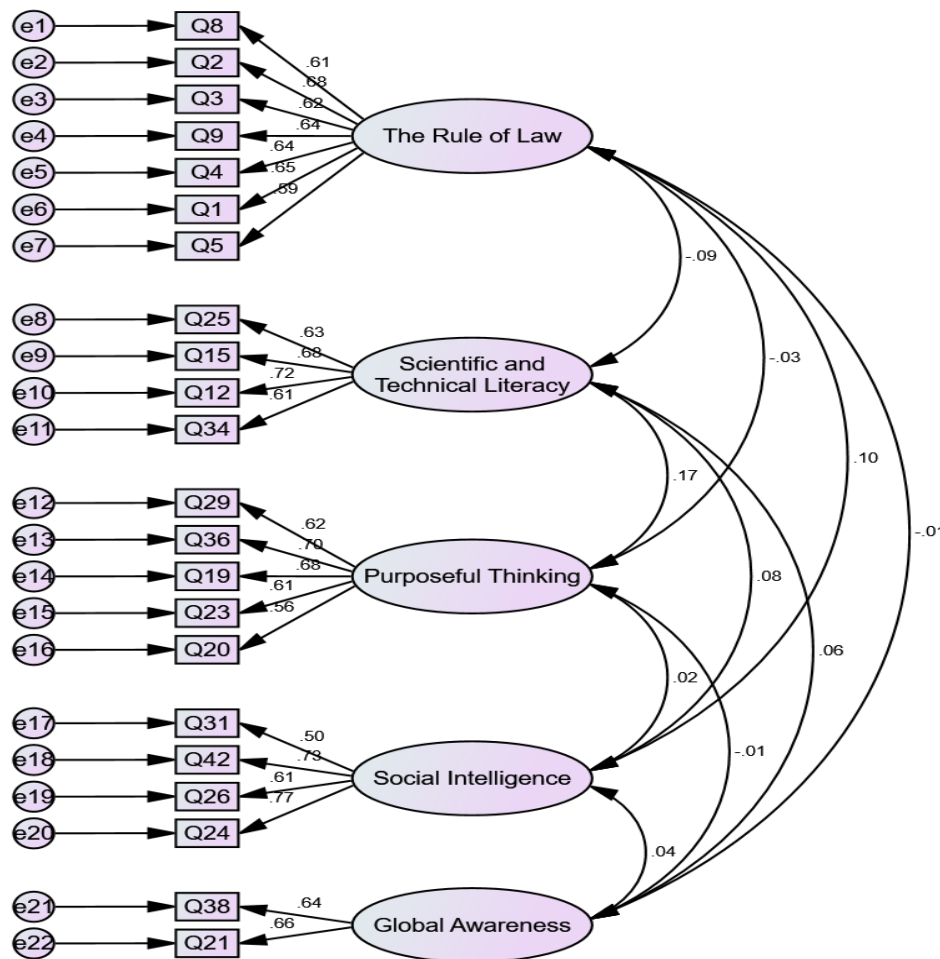 e1
Q8
e2
Q2
e3
Q3
e4
Q9
e5
Q4
e6
Q1
e7
Q5
.61
.68
.62
.64
.64
.65
.59
The Rule of Law
-.09
e8
Q25
e9
Q15
e10
Q12
e11
Q34
.63
.68
.72
.61
Scientific and
Technical Literacy
-.03
.10
.17
-.01
e12
Q29
e13
Q36
e14
Q19
e15
Q23
e16
Q20
.62
.70
.68
.61
.56
Purposeful Thinking
.08
.06
.02
-.01
e17
Q31
e18
Q42
e19
Q26
e20
Q24
.50
.73
.61
.77
Social Intelligence
.04
e21
Q38
e22
Q21
.64
.66
Global Awareness